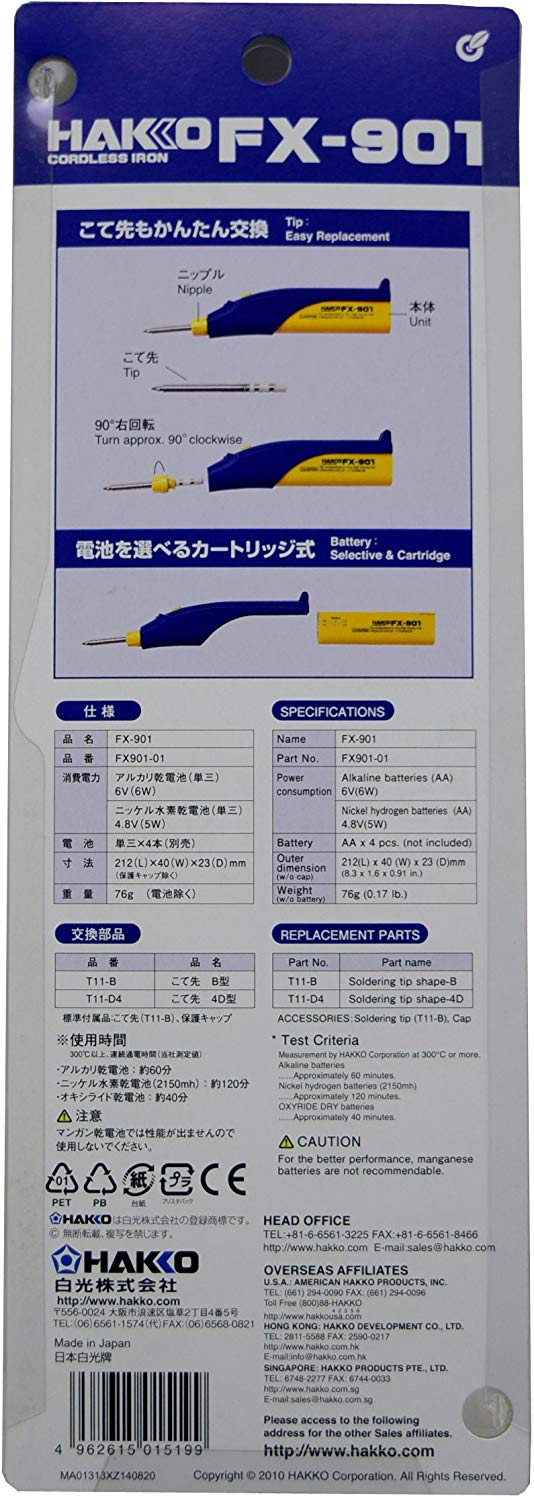 HAKKO FX-901
CORDLESS IRON
こて先もかんたん交換 Tip:
Easy Replacement
ニップル
Nipple
HAKKO FX-901
本体
Unit
こて先
Tip
90°右回転
Turn approx. 90°clockwise
HAKKO FX-901
電池を選べるカートリッジ式 Battery:
Selective & Cartridge
HAKKO FX-901
仕様
品名 FX-901
品番 FX901-01
消費電力 アルカリ乾電池(単三)
6V(6W)
ニッケル水素乾電池(単三)
4.8V(5W)
電池 単三×4本(別売)
寸法 212(L)×40(W)×23(D)mm
(保護キャップ除く)
重量 76g (電池除く)
SPECIFICATIONS
Name FX-901
Part No. FX901-01
Power consumption Alkaline batteries (AA)
6V(6W)
Nickel hydrogen batteries (AA)
4.8V(5W)
Battery AA x 4 pcs. (not included)
Outer dimension (w/o cap) 212(L) x 40 (W) x 23 (D)mm
(8.3 x 1.6 x 0.91 in.)
Weight (w/o battery) 76g (0.17 lb.)
交換部品
品番 品名
T11-B こて先 B型
T11-D4 こて先 4D型
標準付属品:こて先(T11-B)、保護キャップ
REPLACEMENT PARTS
Part No. Part name
T11-B Soldering tip shape-B
T11-D4 Soldering tip shape-4D
ACCESSORIES: Soldering tip (T11-B), Cap
※使用時間
300℃以上、連続通電時間(当社測定値)
・アルカリ乾電池:約60分
・ニッケル水素乾電池(2150mh):約120分
・オキシライド乾電池:約40分
注意
マンガン乾電池では性能が出ませんので
使用しないでください。
* Test Criteria
Measurement by HAKKO Corporation at 300°C or more.
Alkaline batteries
......Approximately 60 minutes.
Nickel hydrogen batteries (2150mh)
......Approximately 120 minutes.
OXYRIDE DRY batteries
......Approximately 40 minutes.
CAUTION
For the better performance, manganese
batteries are not recommendable.
01 紙 プラ CE
PET PB 台紙 ブリスタパック
HAKKOは白光株式会社の登録商標です。
© 無断転載、複写を禁じます。
HAKKO
白光株式会社
http://www.hakko.com
〒556-0024 大阪市浪速区塩草2丁目4番5号
TEL:(06)6561-1574(代)FAX:(06)6568-0821
Made in Japan
日本白光牌
4 962615 015199
MA01313XZ140820
HEAD OFFICE
TEL:+81-6-6561-3225 FAX:+81-6-6561-8466
http://www.hakko.com E-mail:sales@hakko.com
OVERSEAS AFFILIATES
U.S.A.: AMERICAN HAKKO PRODUCTS, INC.
TEL: (661) 294-0090 FAX: (661) 294-0096
Toll Free (800)88-HAKKO
42556
http://www.hakkousa.com
HONG KONG: HAKKO DEVELOPMENT CO., LTD.
TEL: 2811-5588 FAX: 2590-0217
http://www.hakko.com.hk
E-mail:info@hakko.com.hk
SINGAPORE: HAKKO PRODUCTS PTE., LTD.
TEL: 6748-2277 FAX: 6744-0033
http://www.hakko.com.sg
E-mail:sales@hakko.com.sg
Please access to the following
address for the other Sales affiliates.
http://www.hakko.com
Copyright © 2010 HAKKO Corporation. All Rights Reserved.